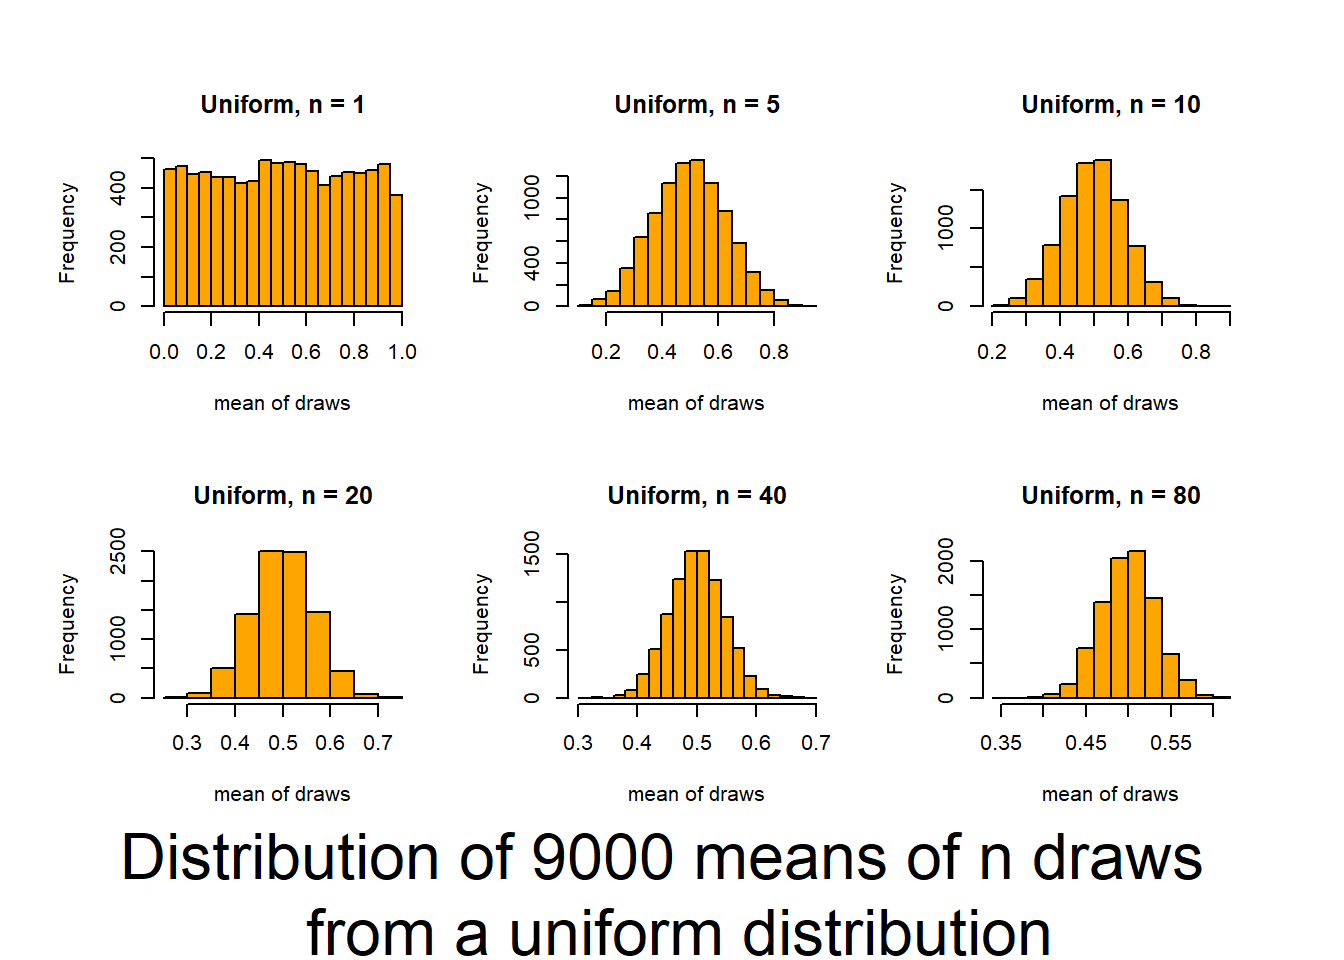 Uniform, n = 1
Frequency
0 200 400
0.0 0.2 0.4 0.6 0.8 1.0
mean of draws
Uniform, n = 5
Frequency
0 400 1000
0.2 0.4 0.6 0.8
mean of draws
Uniform, n = 10
Frequency
0 1000
0.2 0.4 0.6 0.8
mean of draws
Uniform, n = 20
Frequency
0 1000 2500
0.3 0.4 0.5 0.6 0.7
mean of draws
Uniform, n = 40
Frequency
0 500 1500
0.3 0.4 0.5 0.6 0.7
mean of draws
Uniform, n = 80
Frequency
0 1000 2000
0.35 0.45 0.55
mean of draws
Distribution of 9000 means of n draws
from a uniform distribution